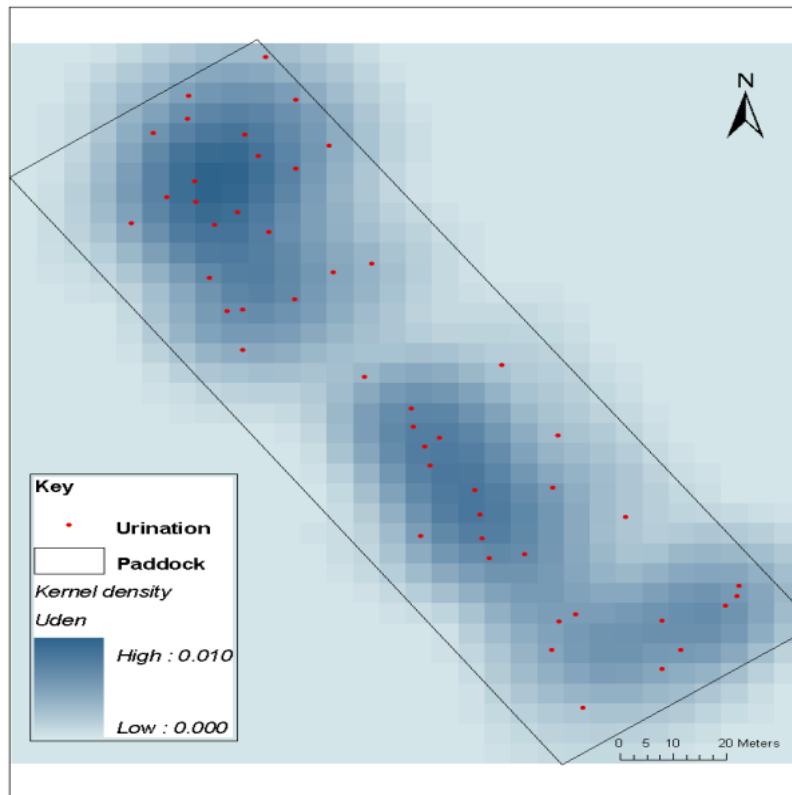 N
Key
Urination
Paddock
Kernel density
Uden
High : 0.010
Low : 0.000
0 5 10 20 Meters